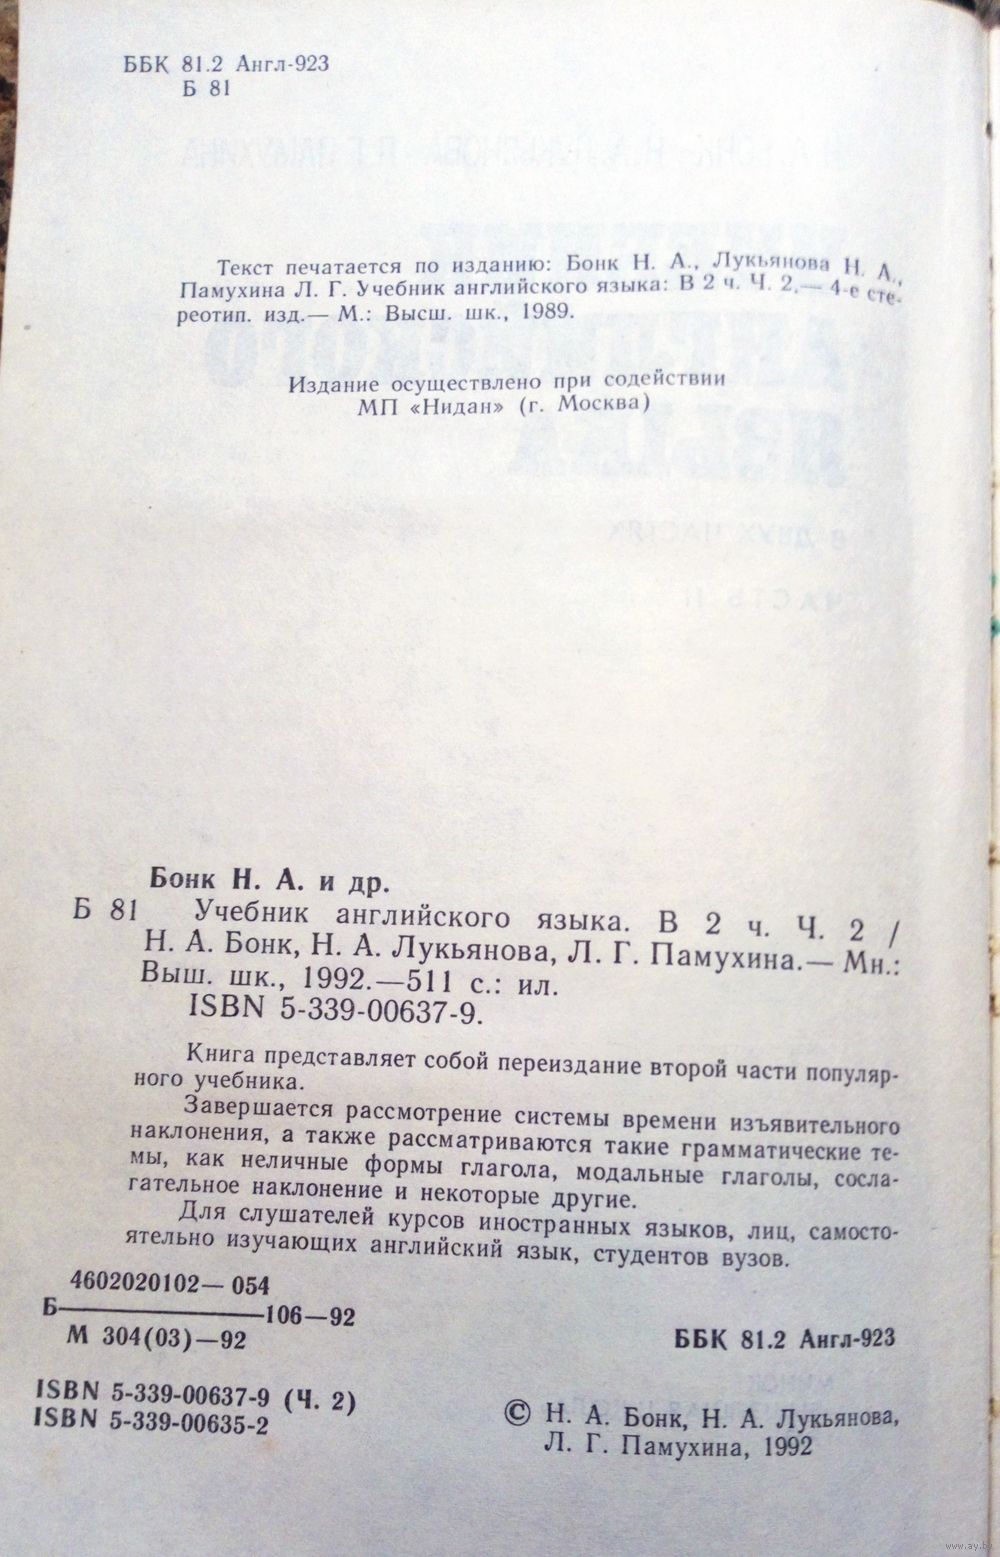 ББК 81.2 Англ-923
Б 81
Текст печатается по изданию: Бонк Н. А., Лукьянова Н. А.,
Памухина Л. Г. Учебник английского языка: В 2 ч. Ч. 2.— 4-е сте-
реотип. изд.— М.: Высш. шк., 1989.
Издание осуществлено при содействии
МП «Нидан» (г. Москва)
Бонк Н. А. и др.
Б 81 Учебник английского языка. В 2 ч. Ч. 2 /
Н. А. Бонк, Н. А. Лукьянова, Л. Г. Памухина.— Мн.:
Выш. шк., 1992.—511 с.: ил.
ISBN 5-339-00637-9.
Книга представляет собой переиздание второй части популяр-
ного учебника.
Завершается рассмотрение системы времени изъявительного
наклонения, а также рассматриваются такие грамматические те-
мы, как неличные формы глагола, модальные глаголы, сосла-
гательное наклонение и некоторые другие.
Для слушателей курсов иностранных языков, лиц, самосто-
ятельно изучающих английский язык, студентов вузов.
4602020102—054
Б————106—92
М 304(03)—92
ББК 81.2 Англ-923
ISBN 5-339-00637-9 (Ч. 2)
ISBN 5-339-00635-2
© Н. А. Бонк, Н. А. Лукьянова,
Л. Г. Памухина, 1992
www.ay.by